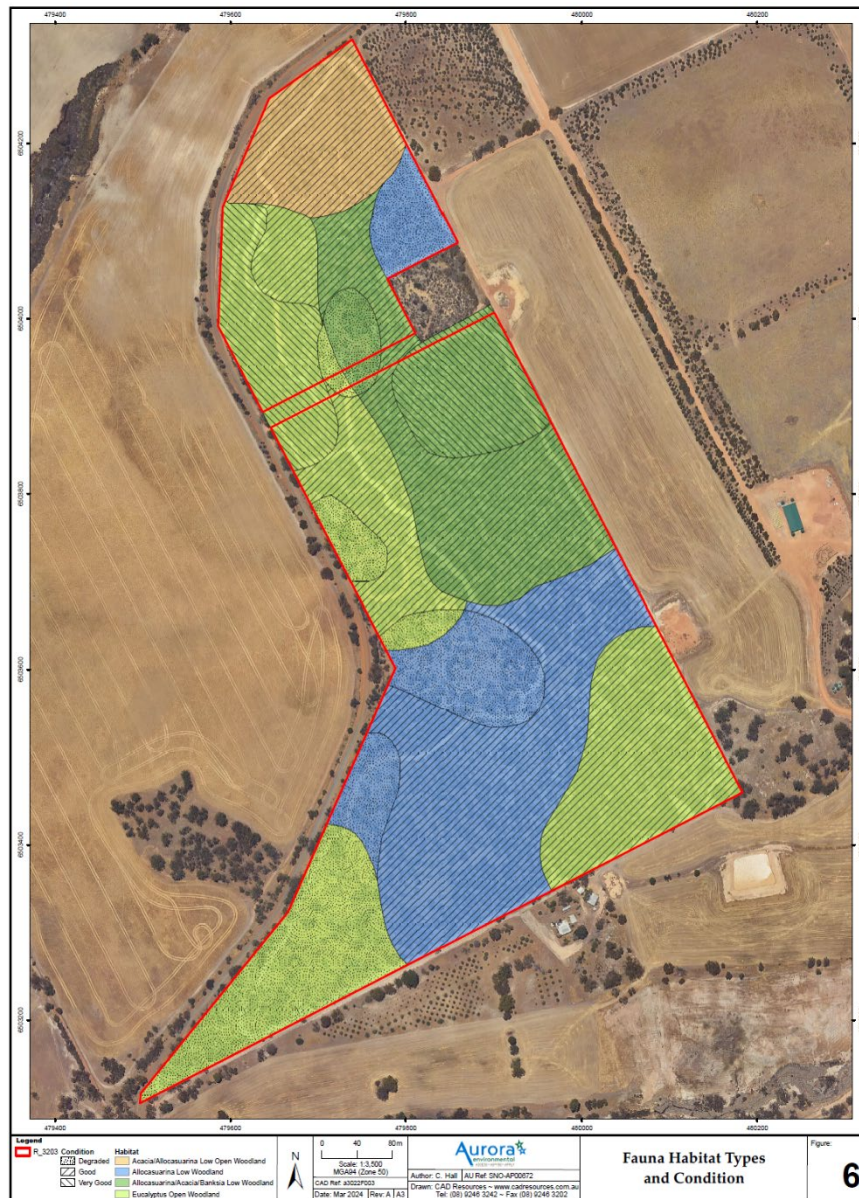 479400 479600 479800 480000 480200
6504200
6504000
6503800
6503600
6503400
6503200
479400 479600 479800 480000 480200
Legend
R_3203
Condition
Degraded
Good
Very Good
Habitat
Acacia/Allocasuarina Low Open Woodland
Allocasuarina Low Woodland
Allocasuarina/Acacia/Banksia Low Woodland
Eucalyptus Open Woodland
N
0 40 80m
Scale: 1:3,500
MGA94 (Zone 50)
CAD Ref: a3022F003
Date: Mar 2024 Rev: A A3
Aurora
environmental
Author: C. Hall AU Ref: SNO-AP00672
Drawn: CAD Resources ~ www.cadresources.com.au
Tel: (08) 9246 3242 ~ Fax (08) 9246 3202
Fauna Habitat Types
and Condition
Figure:
6